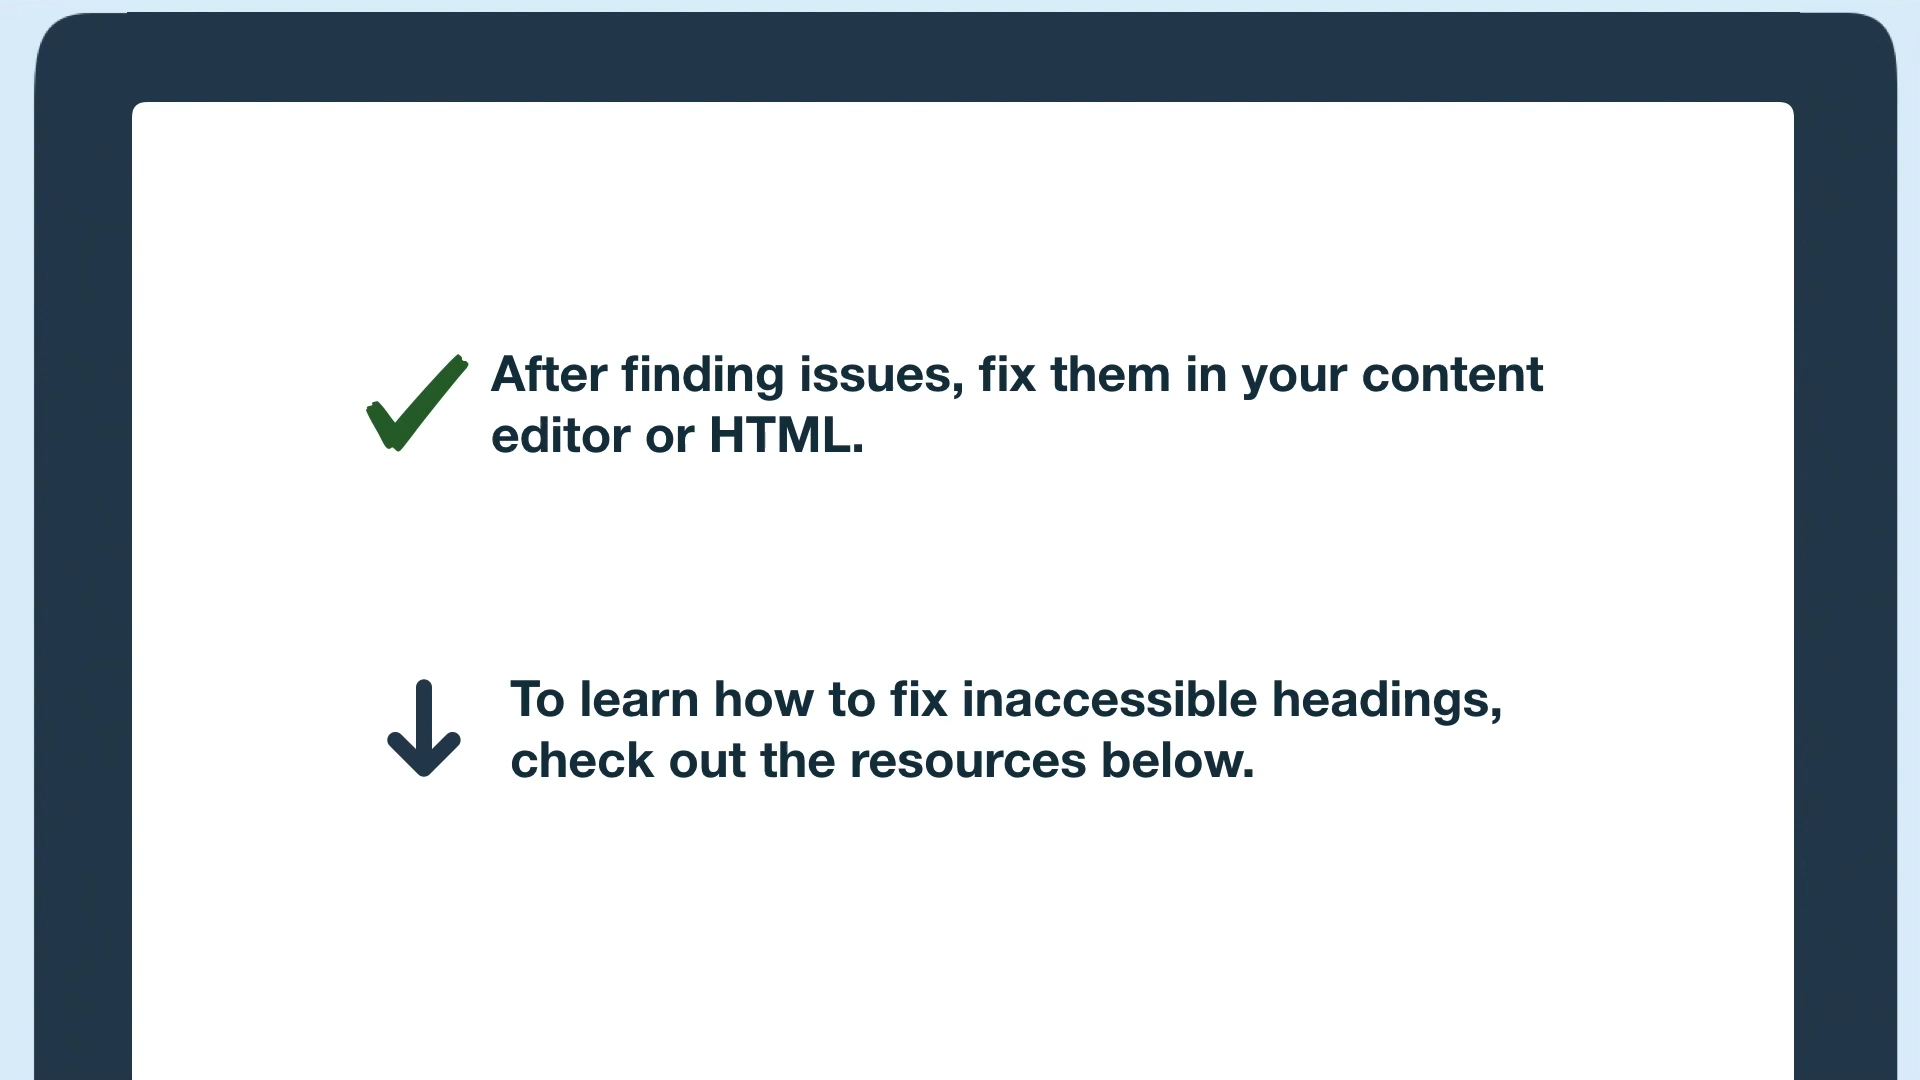 After finding issues, fix them in your content
editor or HTML.
To learn how to fix inaccessible headings,
check out the resources below.